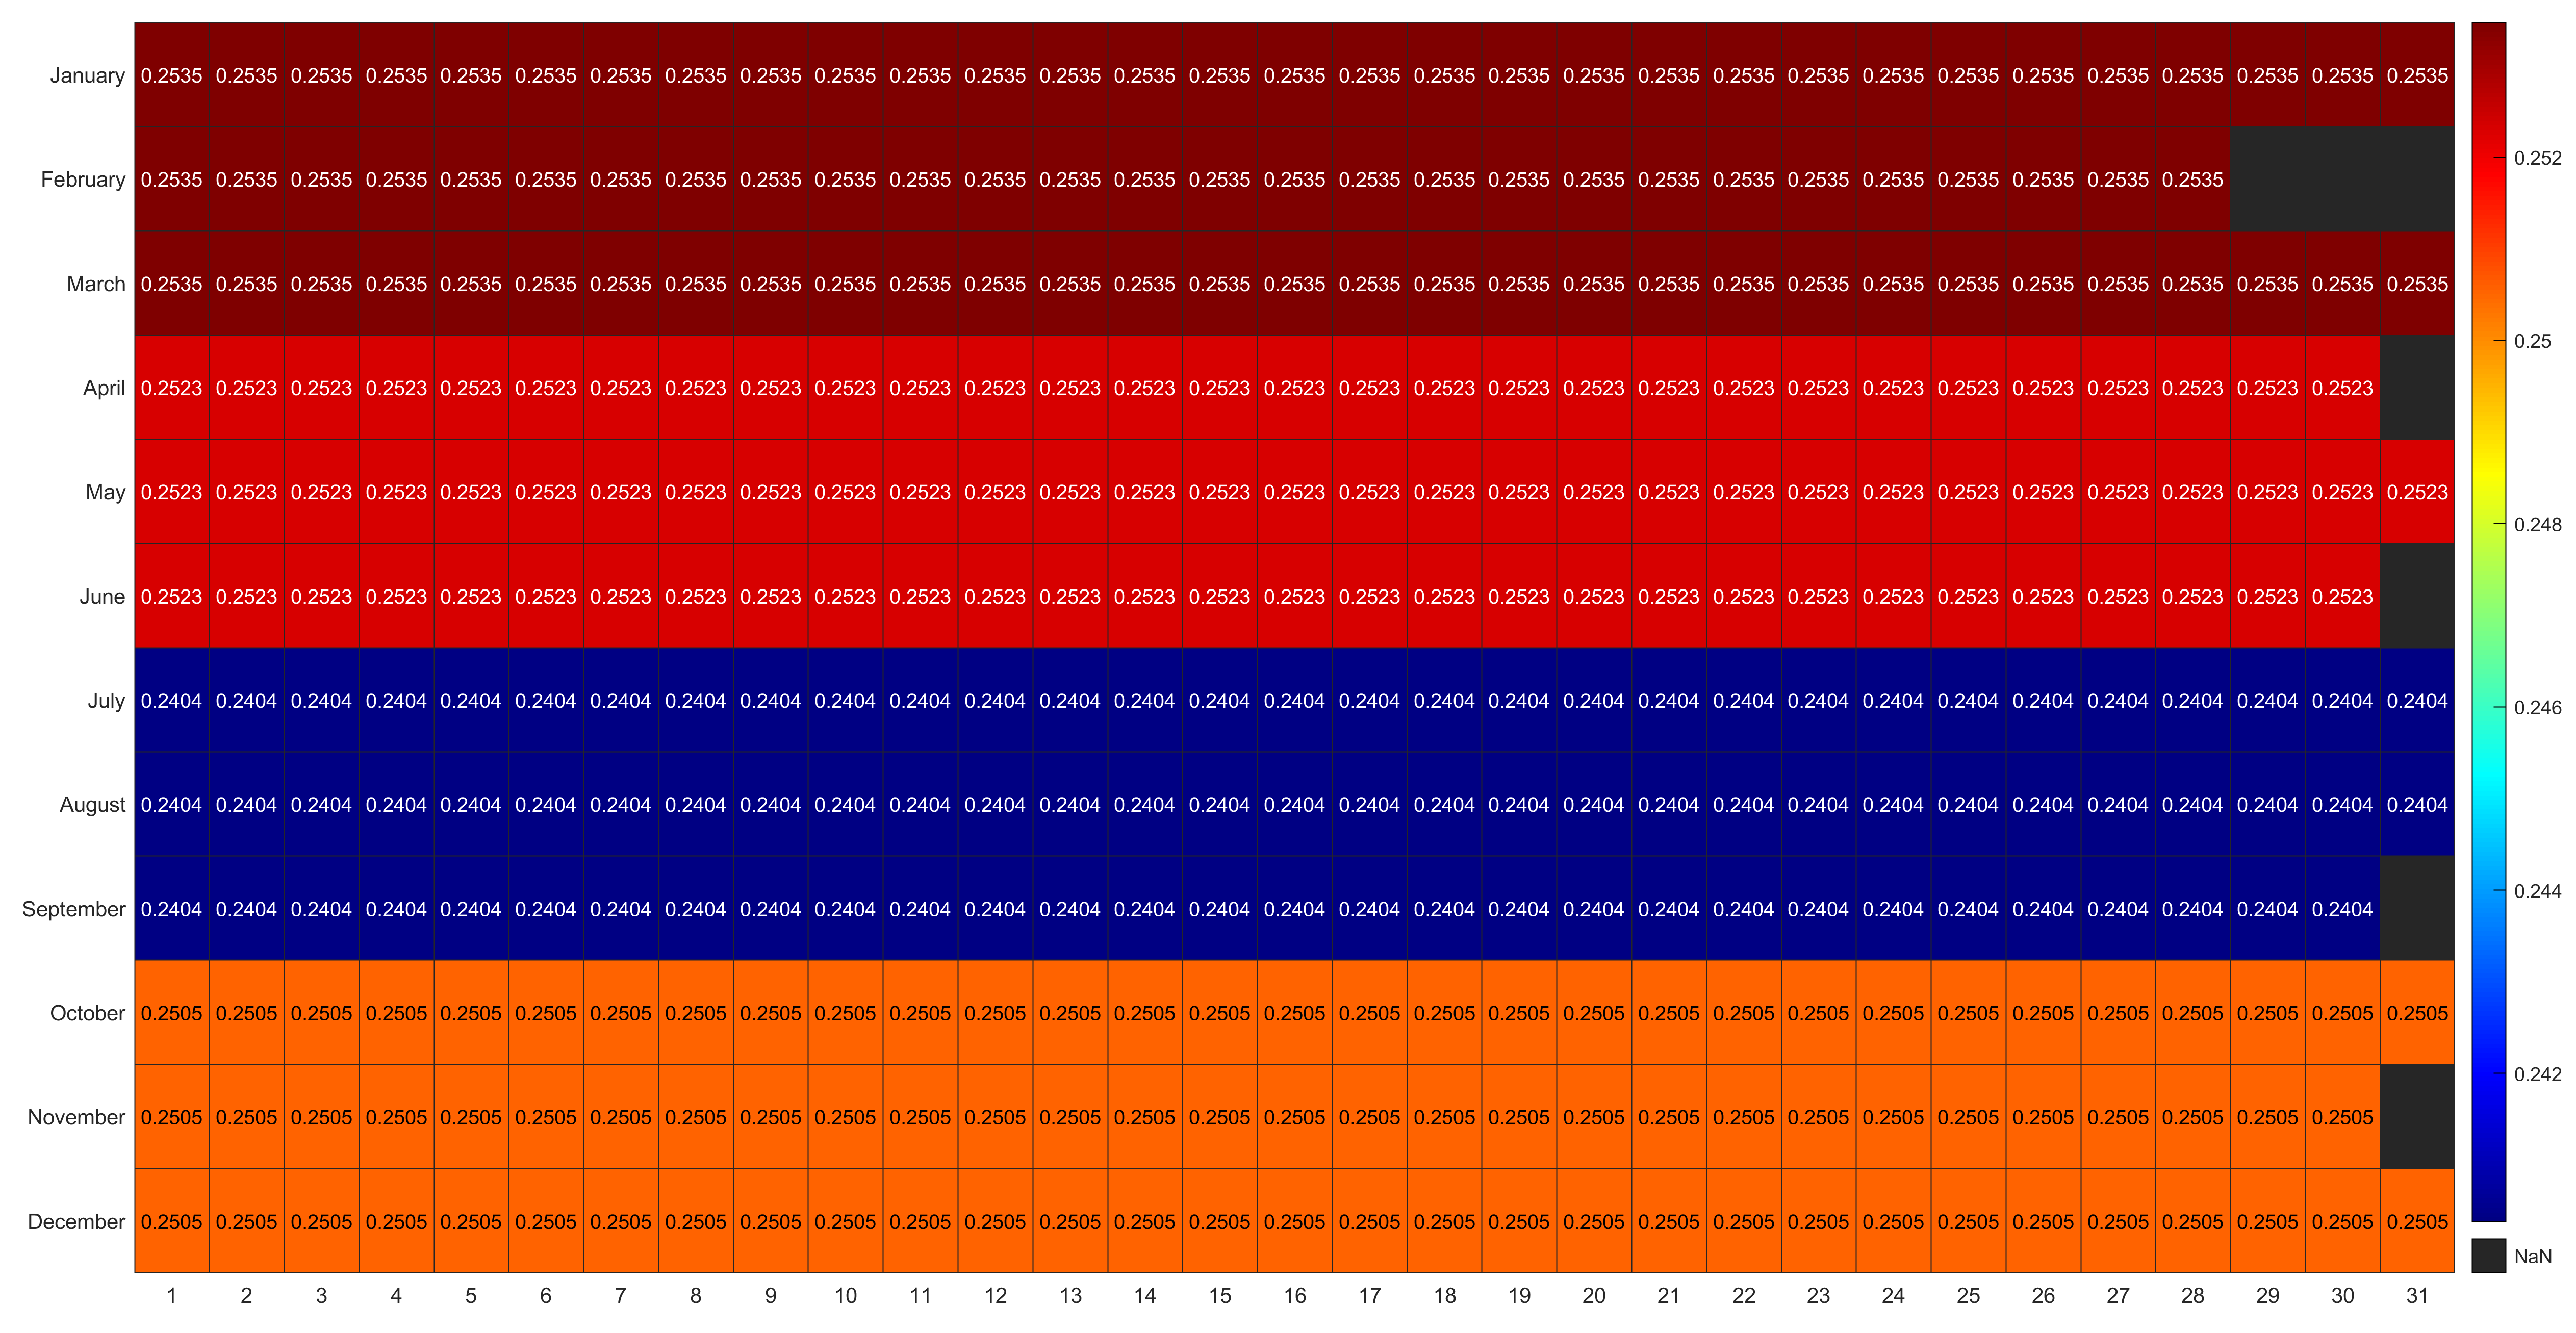 January 0.2535 0.2535 0.2535 0.2535 0.2535 0.2535 0.2535 0.2535 0.2535 0.2535 0.2535 0.2535 0.2535 0.2535 0.2535 0.2535 0.2535 0.2535 0.2535 0.2535 0.2535 0.2535 0.2535 0.2535 0.2535 0.2535 0.2535 0.2535 0.2535 0.2535 0.2535
0.252
February 0.2535 0.2535 0.2535 0.2535 0.2535 0.2535 0.2535 0.2535 0.2535 0.2535 0.2535 0.2535 0.2535 0.2535 0.2535 0.2535 0.2535 0.2535 0.2535 0.2535 0.2535 0.2535 0.2535 0.2535 0.2535 0.2535 0.2535 0.2535
March 0.2535 0.2535 0.2535 0.2535 0.2535 0.2535 0.2535 0.2535 0.2535 0.2535 0.2535 0.2535 0.2535 0.2535 0.2535 0.2535 0.2535 0.2535 0.2535 0.2535 0.2535 0.2535 0.2535 0.2535 0.2535 0.2535 0.2535 0.2535 0.2535 0.2535 0.2535
0.25
April 0.2523 0.2523 0.2523 0.2523 0.2523 0.2523 0.2523 0.2523 0.2523 0.2523 0.2523 0.2523 0.2523 0.2523 0.2523 0.2523 0.2523 0.2523 0.2523 0.2523 0.2523 0.2523 0.2523 0.2523 0.2523 0.2523 0.2523 0.2523 0.2523 0.2523
May 0.2523 0.2523 0.2523 0.2523 0.2523 0.2523 0.2523 0.2523 0.2523 0.2523 0.2523 0.2523 0.2523 0.2523 0.2523 0.2523 0.2523 0.2523 0.2523 0.2523 0.2523 0.2523 0.2523 0.2523 0.2523 0.2523 0.2523 0.2523 0.2523 0.2523 0.2523
0.248
June 0.2523 0.2523 0.2523 0.2523 0.2523 0.2523 0.2523 0.2523 0.2523 0.2523 0.2523 0.2523 0.2523 0.2523 0.2523 0.2523 0.2523 0.2523 0.2523 0.2523 0.2523 0.2523 0.2523 0.2523 0.2523 0.2523 0.2523 0.2523 0.2523 0.2523
July 0.2404 0.2404 0.2404 0.2404 0.2404 0.2404 0.2404 0.2404 0.2404 0.2404 0.2404 0.2404 0.2404 0.2404 0.2404 0.2404 0.2404 0.2404 0.2404 0.2404 0.2404 0.2404 0.2404 0.2404 0.2404 0.2404 0.2404 0.2404 0.2404 0.2404 0.2404
0.246
August 0.2404 0.2404 0.2404 0.2404 0.2404 0.2404 0.2404 0.2404 0.2404 0.2404 0.2404 0.2404 0.2404 0.2404 0.2404 0.2404 0.2404 0.2404 0.2404 0.2404 0.2404 0.2404 0.2404 0.2404 0.2404 0.2404 0.2404 0.2404 0.2404 0.2404 0.2404
0.244
September 0.2404 0.2404 0.2404 0.2404 0.2404 0.2404 0.2404 0.2404 0.2404 0.2404 0.2404 0.2404 0.2404 0.2404 0.2404 0.2404 0.2404 0.2404 0.2404 0.2404 0.2404 0.2404 0.2404 0.2404 0.2404 0.2404 0.2404 0.2404 0.2404 0.2404
October 0.2505 0.2505 0.2505 0.2505 0.2505 0.2505 0.2505 0.2505 0.2505 0.2505 0.2505 0.2505 0.2505 0.2505 0.2505 0.2505 0.2505 0.2505 0.2505 0.2505 0.2505 0.2505 0.2505 0.2505 0.2505 0.2505 0.2505 0.2505 0.2505 0.2505 0.2505
0.242
November 0.2505 0.2505 0.2505 0.2505 0.2505 0.2505 0.2505 0.2505 0.2505 0.2505 0.2505 0.2505 0.2505 0.2505 0.2505 0.2505 0.2505 0.2505 0.2505 0.2505 0.2505 0.2505 0.2505 0.2505 0.2505 0.2505 0.2505 0.2505 0.2505 0.2505
December 0.2505 0.2505 0.2505 0.2505 0.2505 0.2505 0.2505 0.2505 0.2505 0.2505 0.2505 0.2505 0.2505 0.2505 0.2505 0.2505 0.2505 0.2505 0.2505 0.2505 0.2505 0.2505 0.2505 0.2505 0.2505 0.2505 0.2505 0.2505 0.2505 0.2505 0.2505
NaN
1 2 3 4 5 6 7 8 9 10 11 12 13 14 15 16 17 18 19 20 21 22 23 24 25 26 27 28 29 30 31